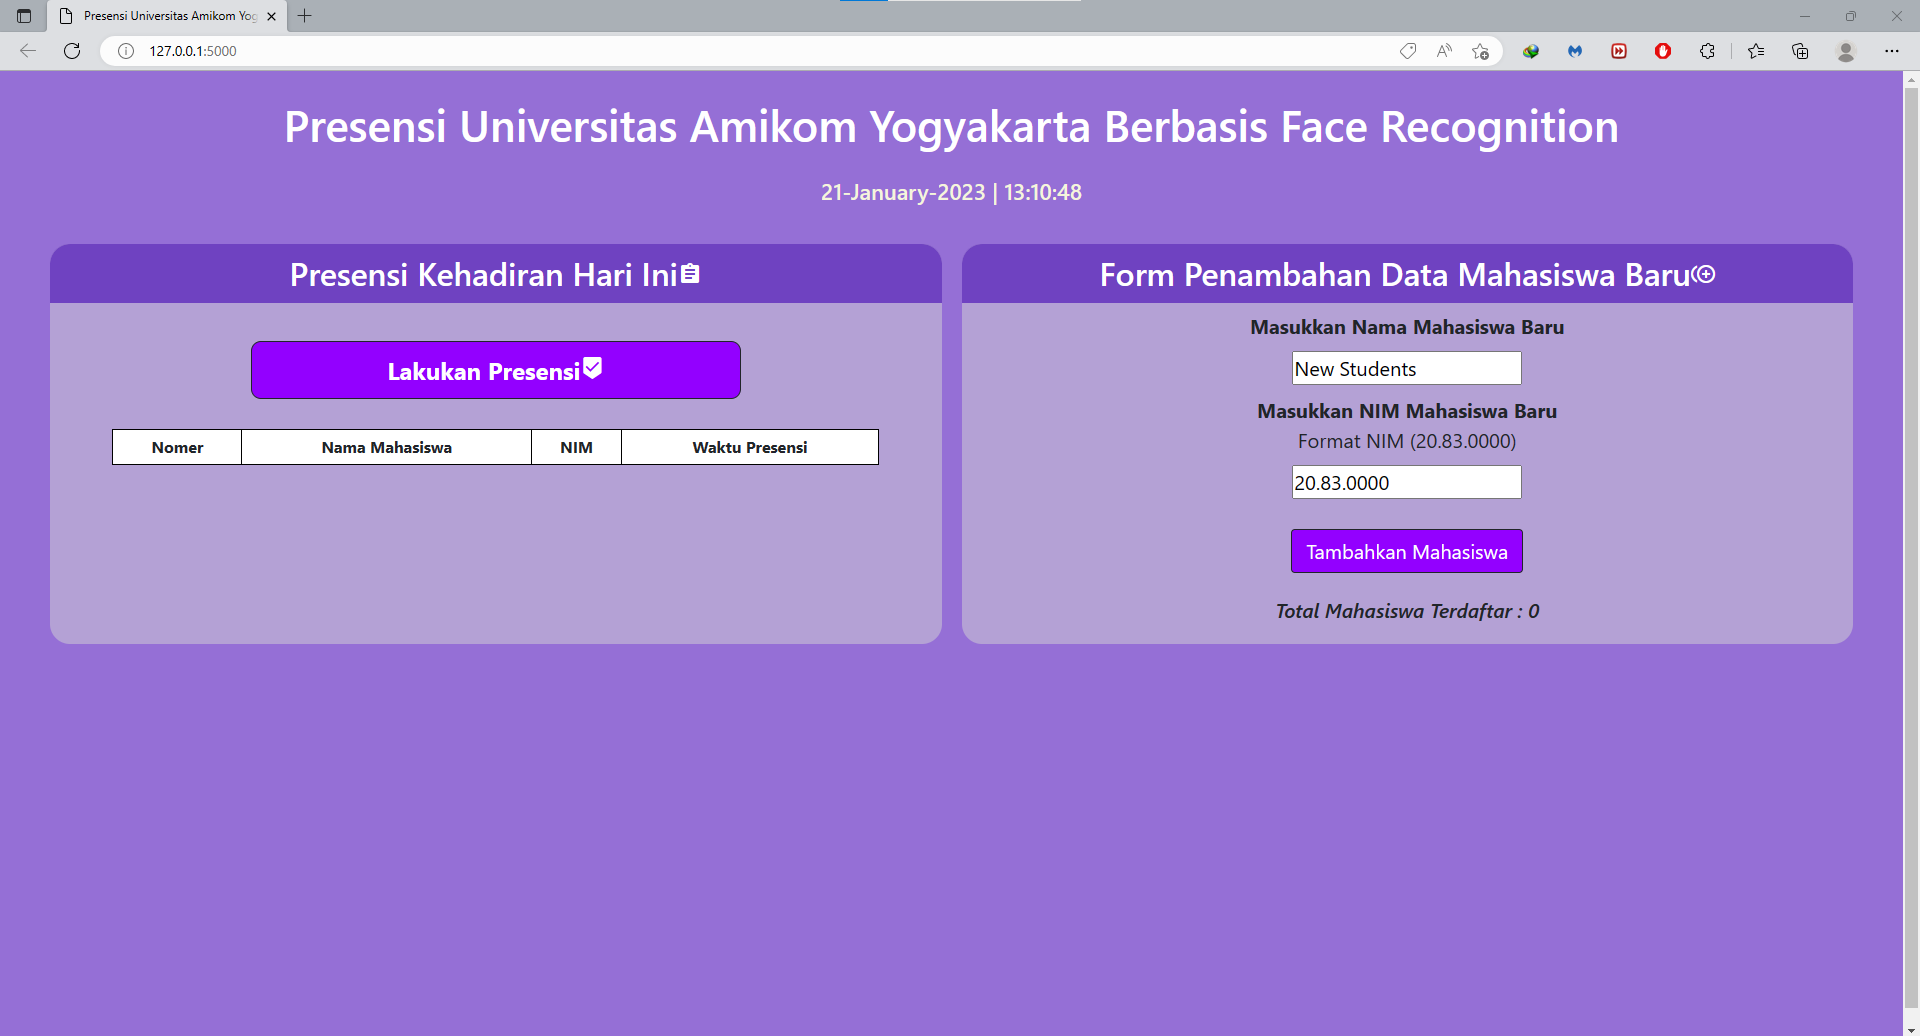 Presensi Universitas Amikom Yog
127.0.0.1:5000
Presensi Universitas Amikom Yogyakarta Berbasis Face Recognition
21-January-2023 | 13:10:48
Presensi Kehadiran Hari Ini
Lakukan Presensi
Nomer Nama Mahasiswa NIM Waktu Presensi
Form Penambahan Data Mahasiswa Baru
Masukkan Nama Mahasiswa Baru
New Students
Masukkan NIM Mahasiswa Baru
Format NIM (20.83.0000)
20.83.0000
Tambahkan Mahasiswa
Total Mahasiswa Terdaftar : 0